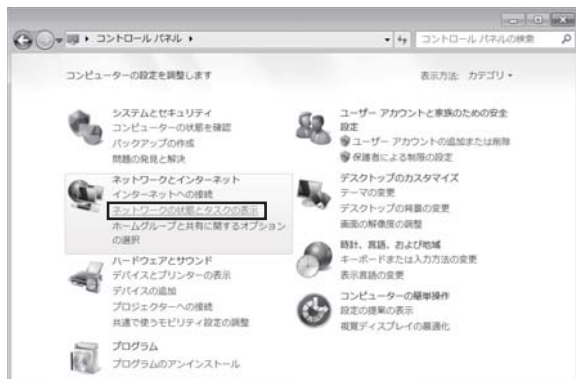 コントロール パネル
コントロール パネルの検索
コンピューターの設定を調整します
表示方法: カテゴリ
システムとセキュリティ
コンピューターの状態を確認
バックアップの作成
問題の発見と解決
ネットワークとインターネット
インターネットへの接続
ネットワークの状態とタスクの表示
ホームグループと共有に関するオプション
の選択
ハードウェアとサウンド
デバイスとプリンターの表示
デバイスの追加
プロジェクターへの接続
共通で使うモビリティ設定の調整
プログラム
プログラムのアンインストール
ユーザー アカウントと家族のための安全
設定
ユーザー アカウントの追加または削除
保護者による制限の設定
デスクトップのカスタマイズ
テーマの変更
デスクトップの背景の変更
画面の解像度の調整
時計、言語、および地域
キーボードまたは入力方法の変更
表示言語の変更
コンピューターの簡単操作
設定の提案の表示
視覚ディスプレイの最適化